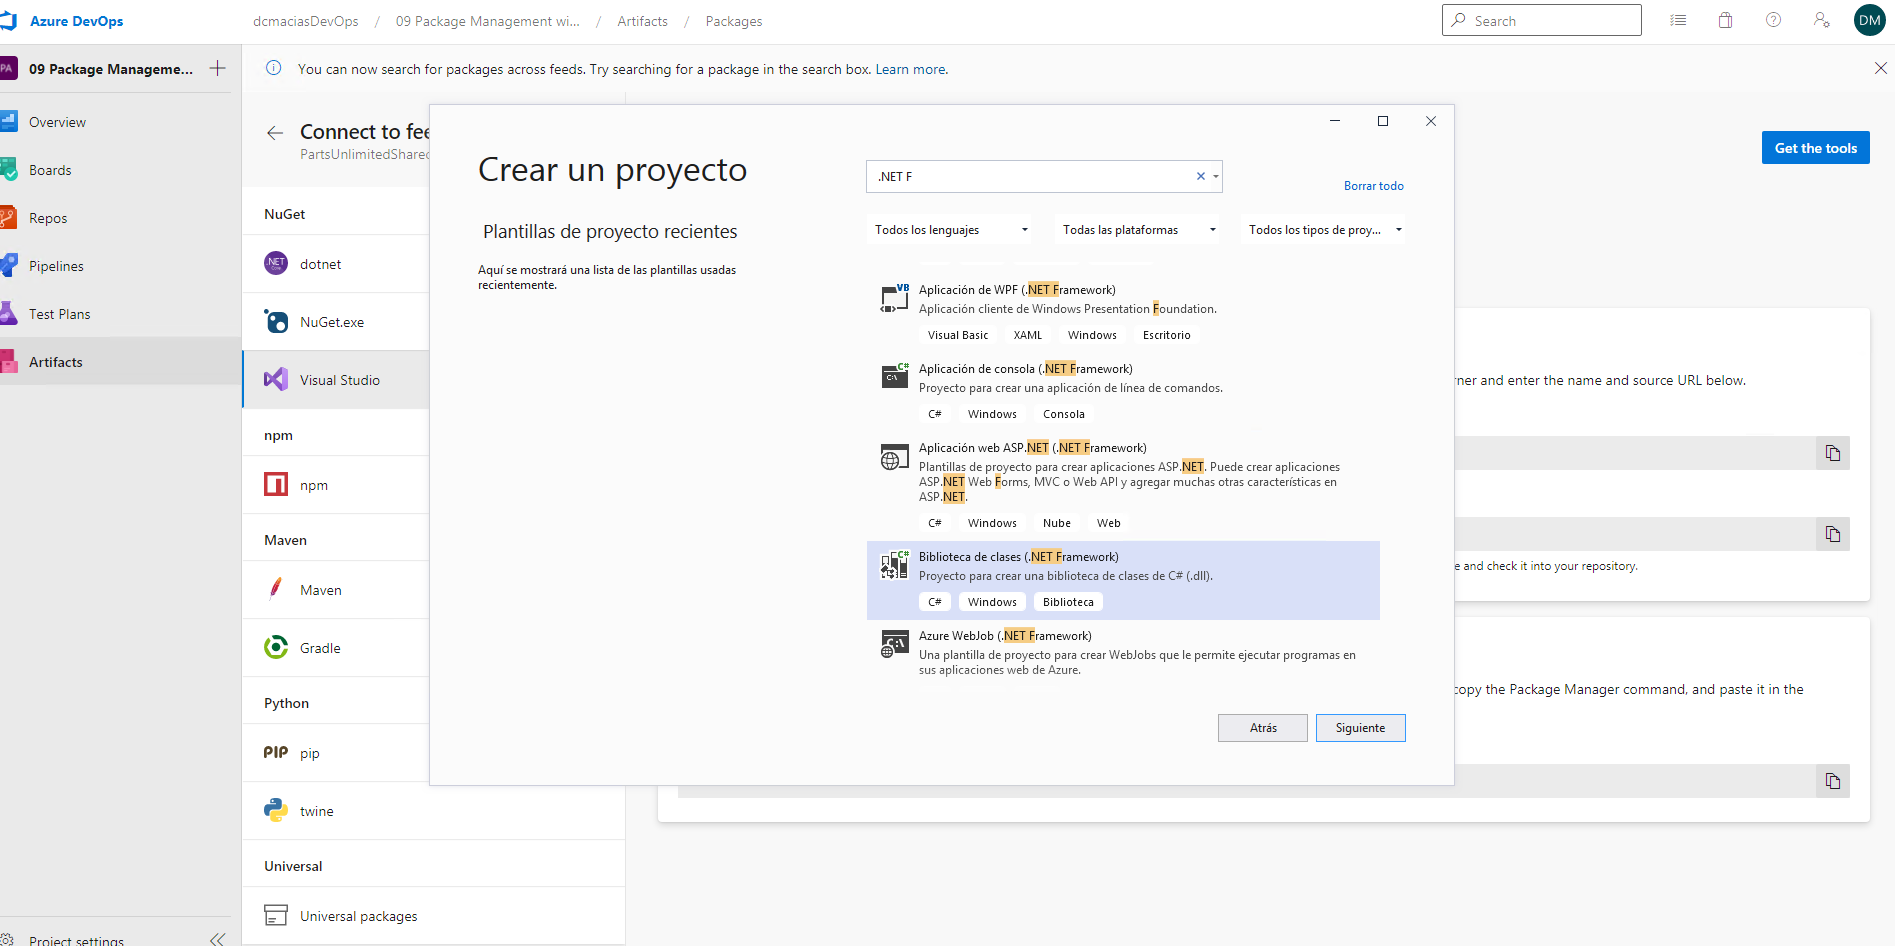 Azure DevOps
dcmaciasDevOps / 09 Package Management wi... / Artifacts / Packages
Search
DM
PA
09 Package Manageme...
You can now search for packages across feeds. Try searching for a package in the search box. Learn more.
Overview
Boards
Repos
Pipelines
Test Plans
Artifacts
Project settings
Connect to fee
PartsUnlimitedShared
Get the tools
NuGet
dotnet
NuGet.exe
Visual Studio
npm
npm
Maven
Maven
Gradle
Python
pip
twine
Universal
Universal packages
Crear un proyecto
Plantillas de proyecto recientes
Aquí se mostrará una lista de las plantillas usadas
recientemente.
.NET F
Borrar todo
Todos los lenguajes
Todas las plataformas
Todos los tipos de proy...
VB
Aplicación de WPF (.NET Framework)
Aplicación cliente de Windows Presentation Foundation.
Visual Basic XAML Windows Escritorio
C#
Aplicación de consola (.NET Framework)
Proyecto para crear una aplicación de línea de comandos.
C# Windows Consola
Aplicación web ASP.NET (.NET Framework)
Plantillas de proyecto para crear aplicaciones ASP.NET. Puede crear aplicaciones
ASP.NET Web Forms, MVC o Web API y agregar muchas otras características en
ASP.NET.
C# Windows Nube Web
C#
Biblioteca de clases (.NET Framework)
Proyecto para crear una biblioteca de clases de C# (.dll).
C# Windows Biblioteca
Azure WebJob (.NET Framework)
Una plantilla de proyecto para crear WebJobs que le permite ejecutar programas en
sus aplicaciones web de Azure.
Atrás
Siguiente
rner and enter the name and source URL below.
e and check it into your repository.
copy the Package Manager command, and paste it in the